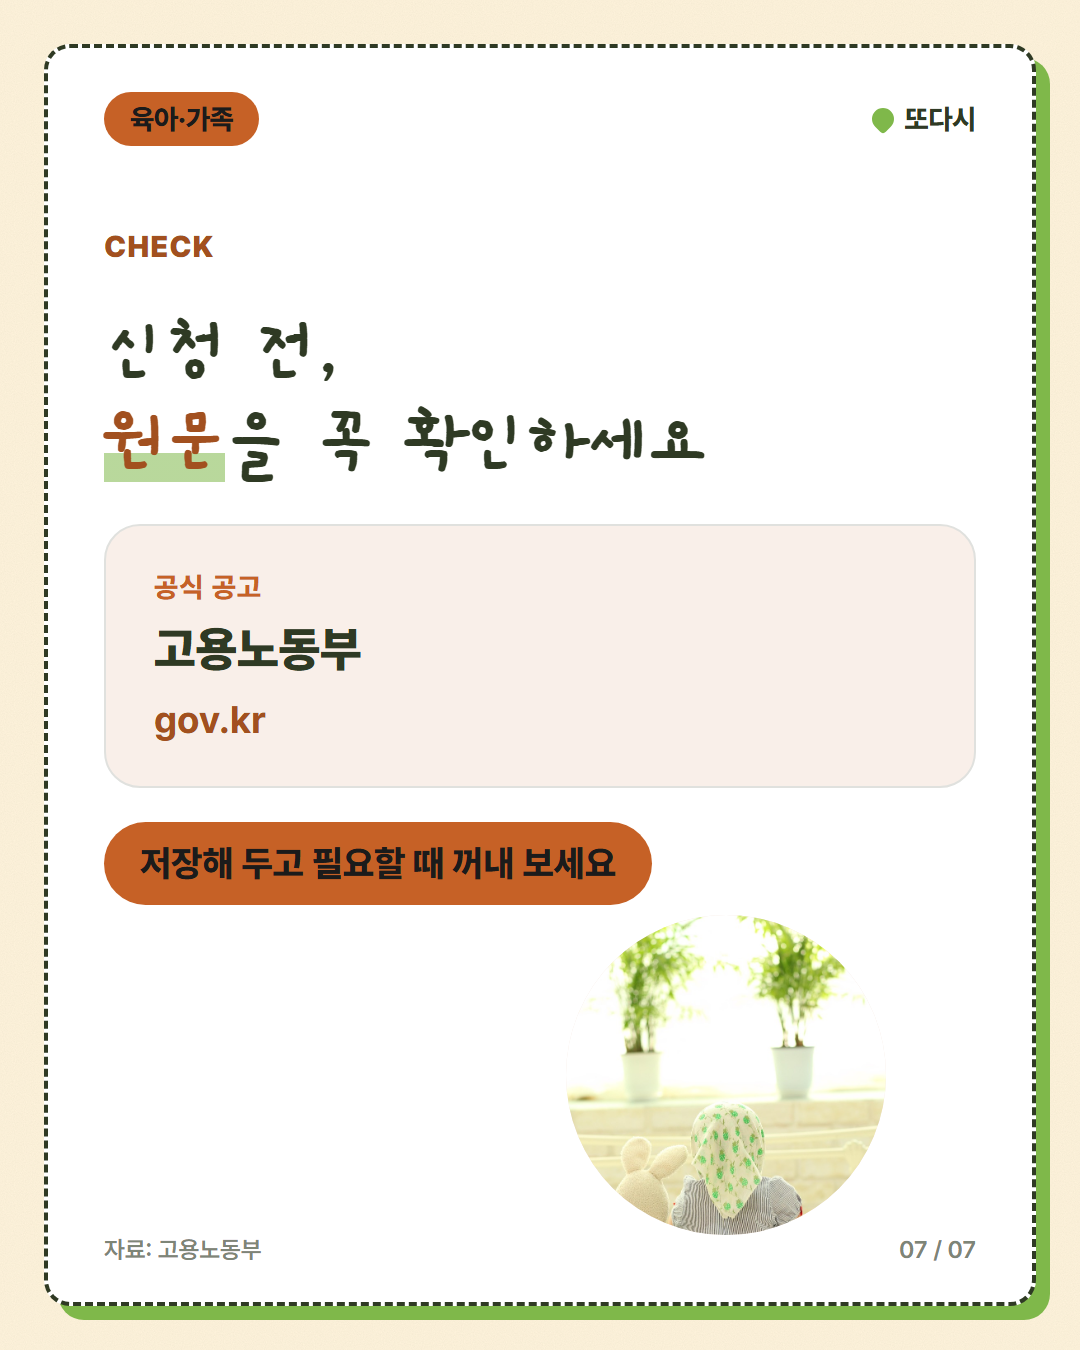 육아·가족
또다시
CHECK
신청 전,
원문을 꼭 확인하세요
공식 공고
고용노동부
gov.kr
저장해 두고 필요할 때 꺼내 보세요
자료: 고용노동부
07 / 07